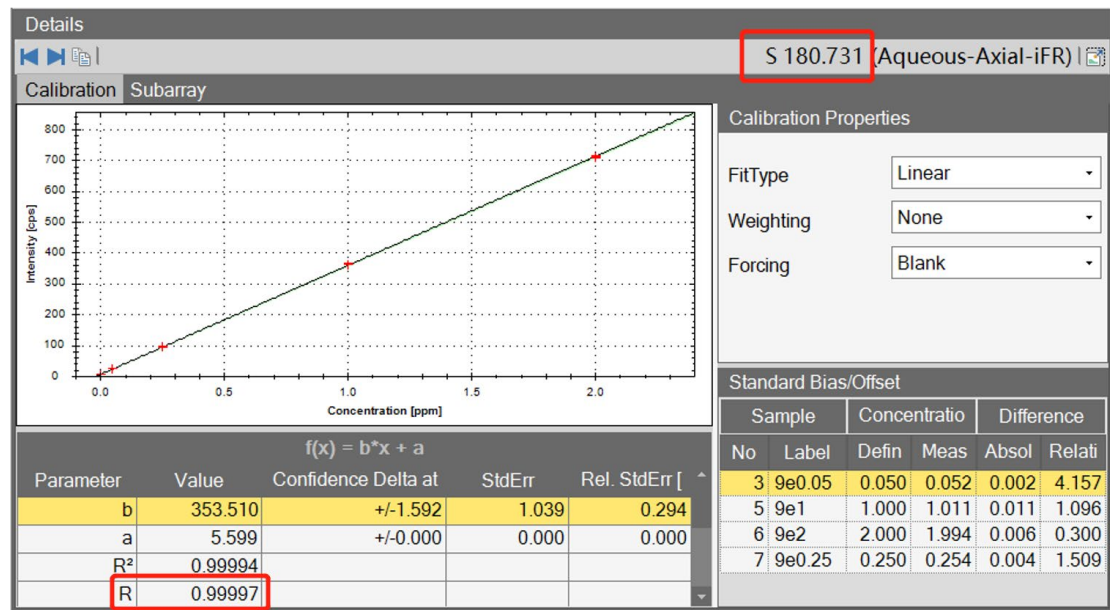 Details
S 180.731 (Aqueous-Axial-iFR)
Calibration Subarray
800
700
600
500
400
300
200
100
0
Intensity [cps]
0.0 0.5 1.0 1.5 2.0
Concentration [ppm]
f(x) = b*x + a
Parameter Value Confidence Delta at StdErr Rel. StdErr [
b 353.510 +/-1.592 1.039 0.294
a 5.599 +/-0.000 0.000 0.000
R² 0.99994
R 0.99997
Calibration Properties
FitType Linear
Weighting None
Forcing Blank
Standard Bias/Offset
Sample Concentratio Difference
No Label Defin Meas Absol Relati
3 9e0.05 0.050 0.052 0.002 4.157
5 9e1 1.000 1.011 0.011 1.096
6 9e2 2.000 1.994 0.006 0.300
7 9e0.25 0.250 0.254 0.004 1.509